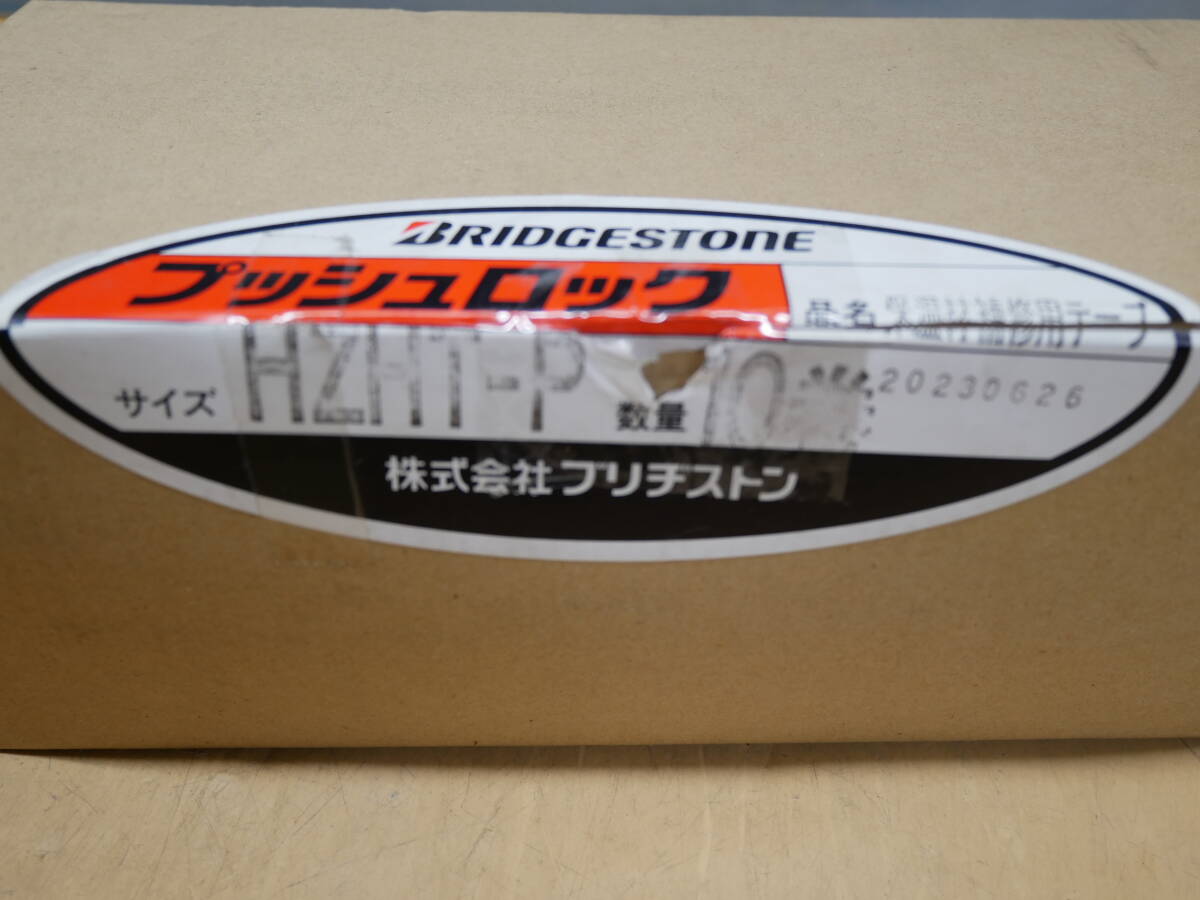 BRIDGESTONE
プッシュロック
品名 保温材補修用テープ
サイズ HZHT-P 数量 10
20230626
株式会社ブリヂストン